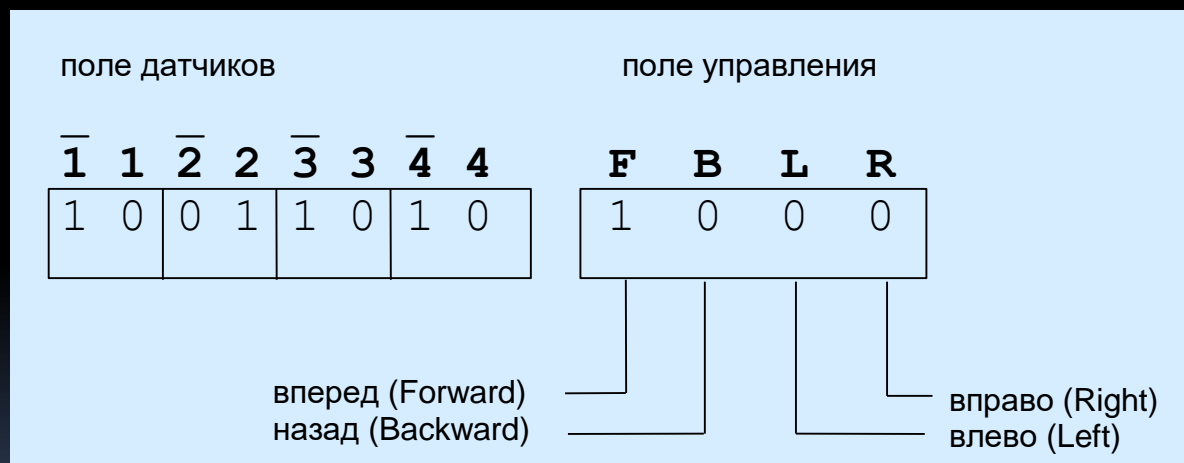 поле датчиков поле управления
1̅ 1 2̅ 2 3̅ 3 4̅ 4 F B L R
1 0 0 1 1 0 1 0 1 0 0 0
вперед (Forward) вправо (Right)
назад (Backward) влево (Left)